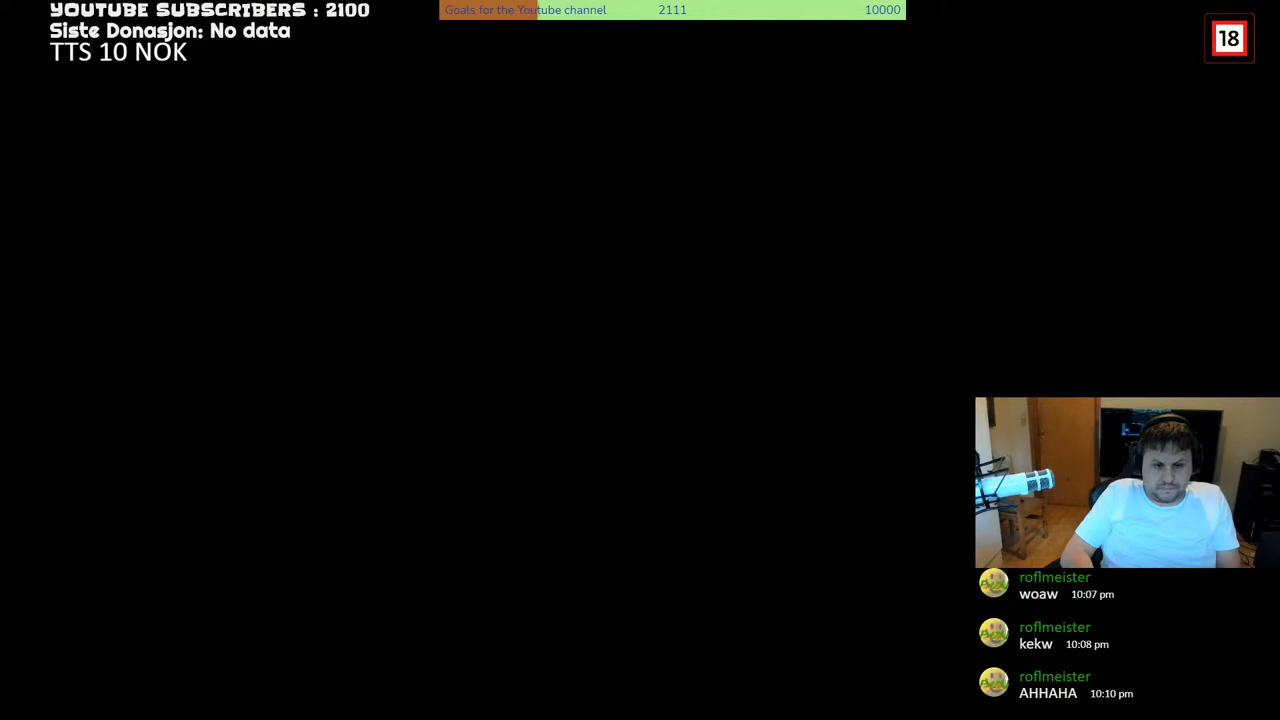 YOUTUBE SUBSCRIBERS : 2100
Siste Donasjon: No data
TTS 10 NOK
Goals for the Youtube channel 2111 10000
18
roflmeister
woaw 10:07 pm
roflmeister
kekw 10:08 pm
roflmeister
AHHAHA 10:10 pm